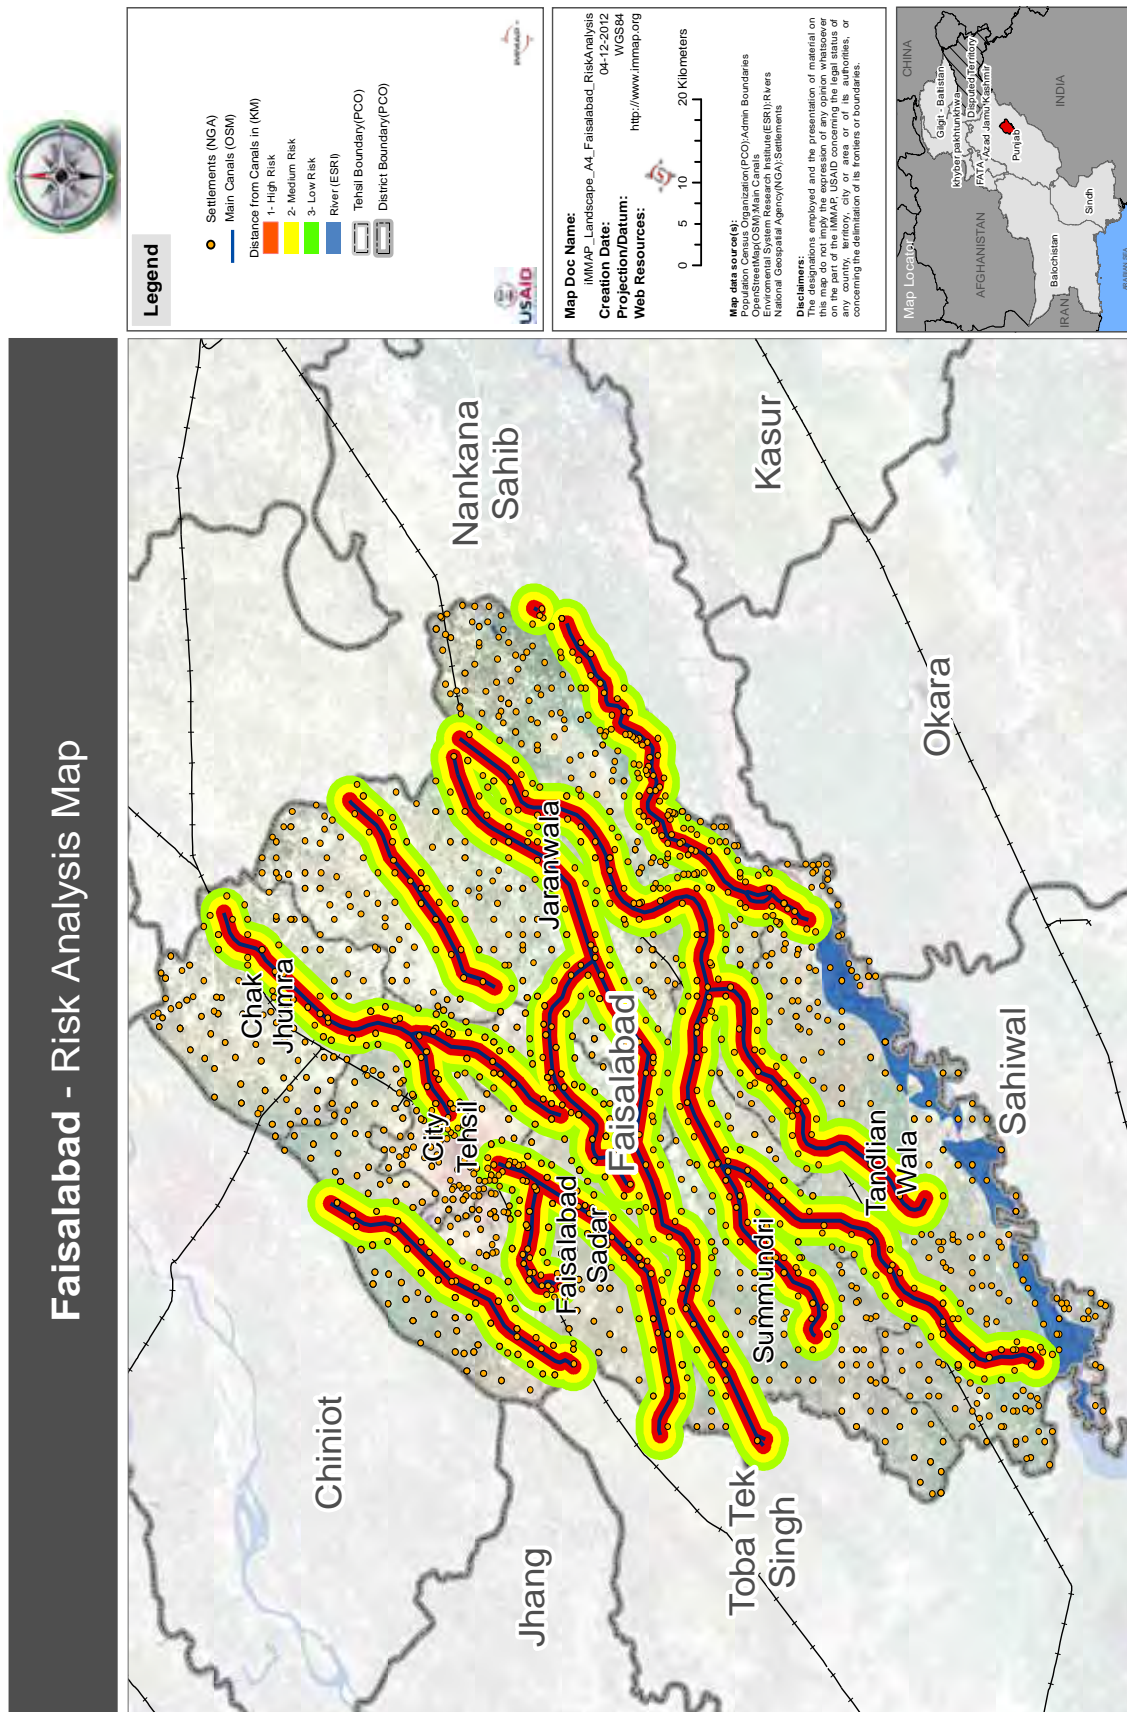 Faisalabad - Risk Analysis Map
Chiniot
Jhang
Toba Tek
Singh
Chak
Jhumra
City
Tehsil
Faisalabad
Sadar
Faisalabad
Jaranwala
Summundri
Tandlian
Wala
Nankana
Sahib
Kasur
Okara
Sahiwal
Legend
Settlements (NGA)
Main Canals (OSM)
Distance from Canals in (KM)
1- High Risk
2- Medium Risk
3- Low Risk
River (ESRI)
Tehsil Boundary(PCO)
District Boundary(PCO)
USAID
Map Doc Name:
iMMAP_Landscape_A4_Faisalabad_RiskAnalysis
Creation Date: 04-12-2012
Projection/Datum: WGS84
Web Resources: http://www.immap.org
0 5 10 20 Kilometers
Map data source(s):
Population Census Organization(PCO):Admin Boundaries
OpenStreetMap(OSM):Main Canals
Enviromental System Research Institute(ESRI):Rivers
National Geospatial Agency(NGA):Settlements
Disclaimers:
The designations employed and the presentation of material on
this map do not imply the expression of any opinion whatsoever
on the part of the iMMAP, USAID concerning the legal status of
any country, territory, city or area or of its authorities, or
concerning the delimitation of its frontiers or boundaries.
Map Locator
CHINA
Gilgit - Baltistan
khyber pakhtunkhwa
Disputed Territory
FATA
Azad Jamu Kashmir
AFGHANISTAN
Punjab
INDIA
Balochistan
Sindh
IRAN
ARABIAN SEA